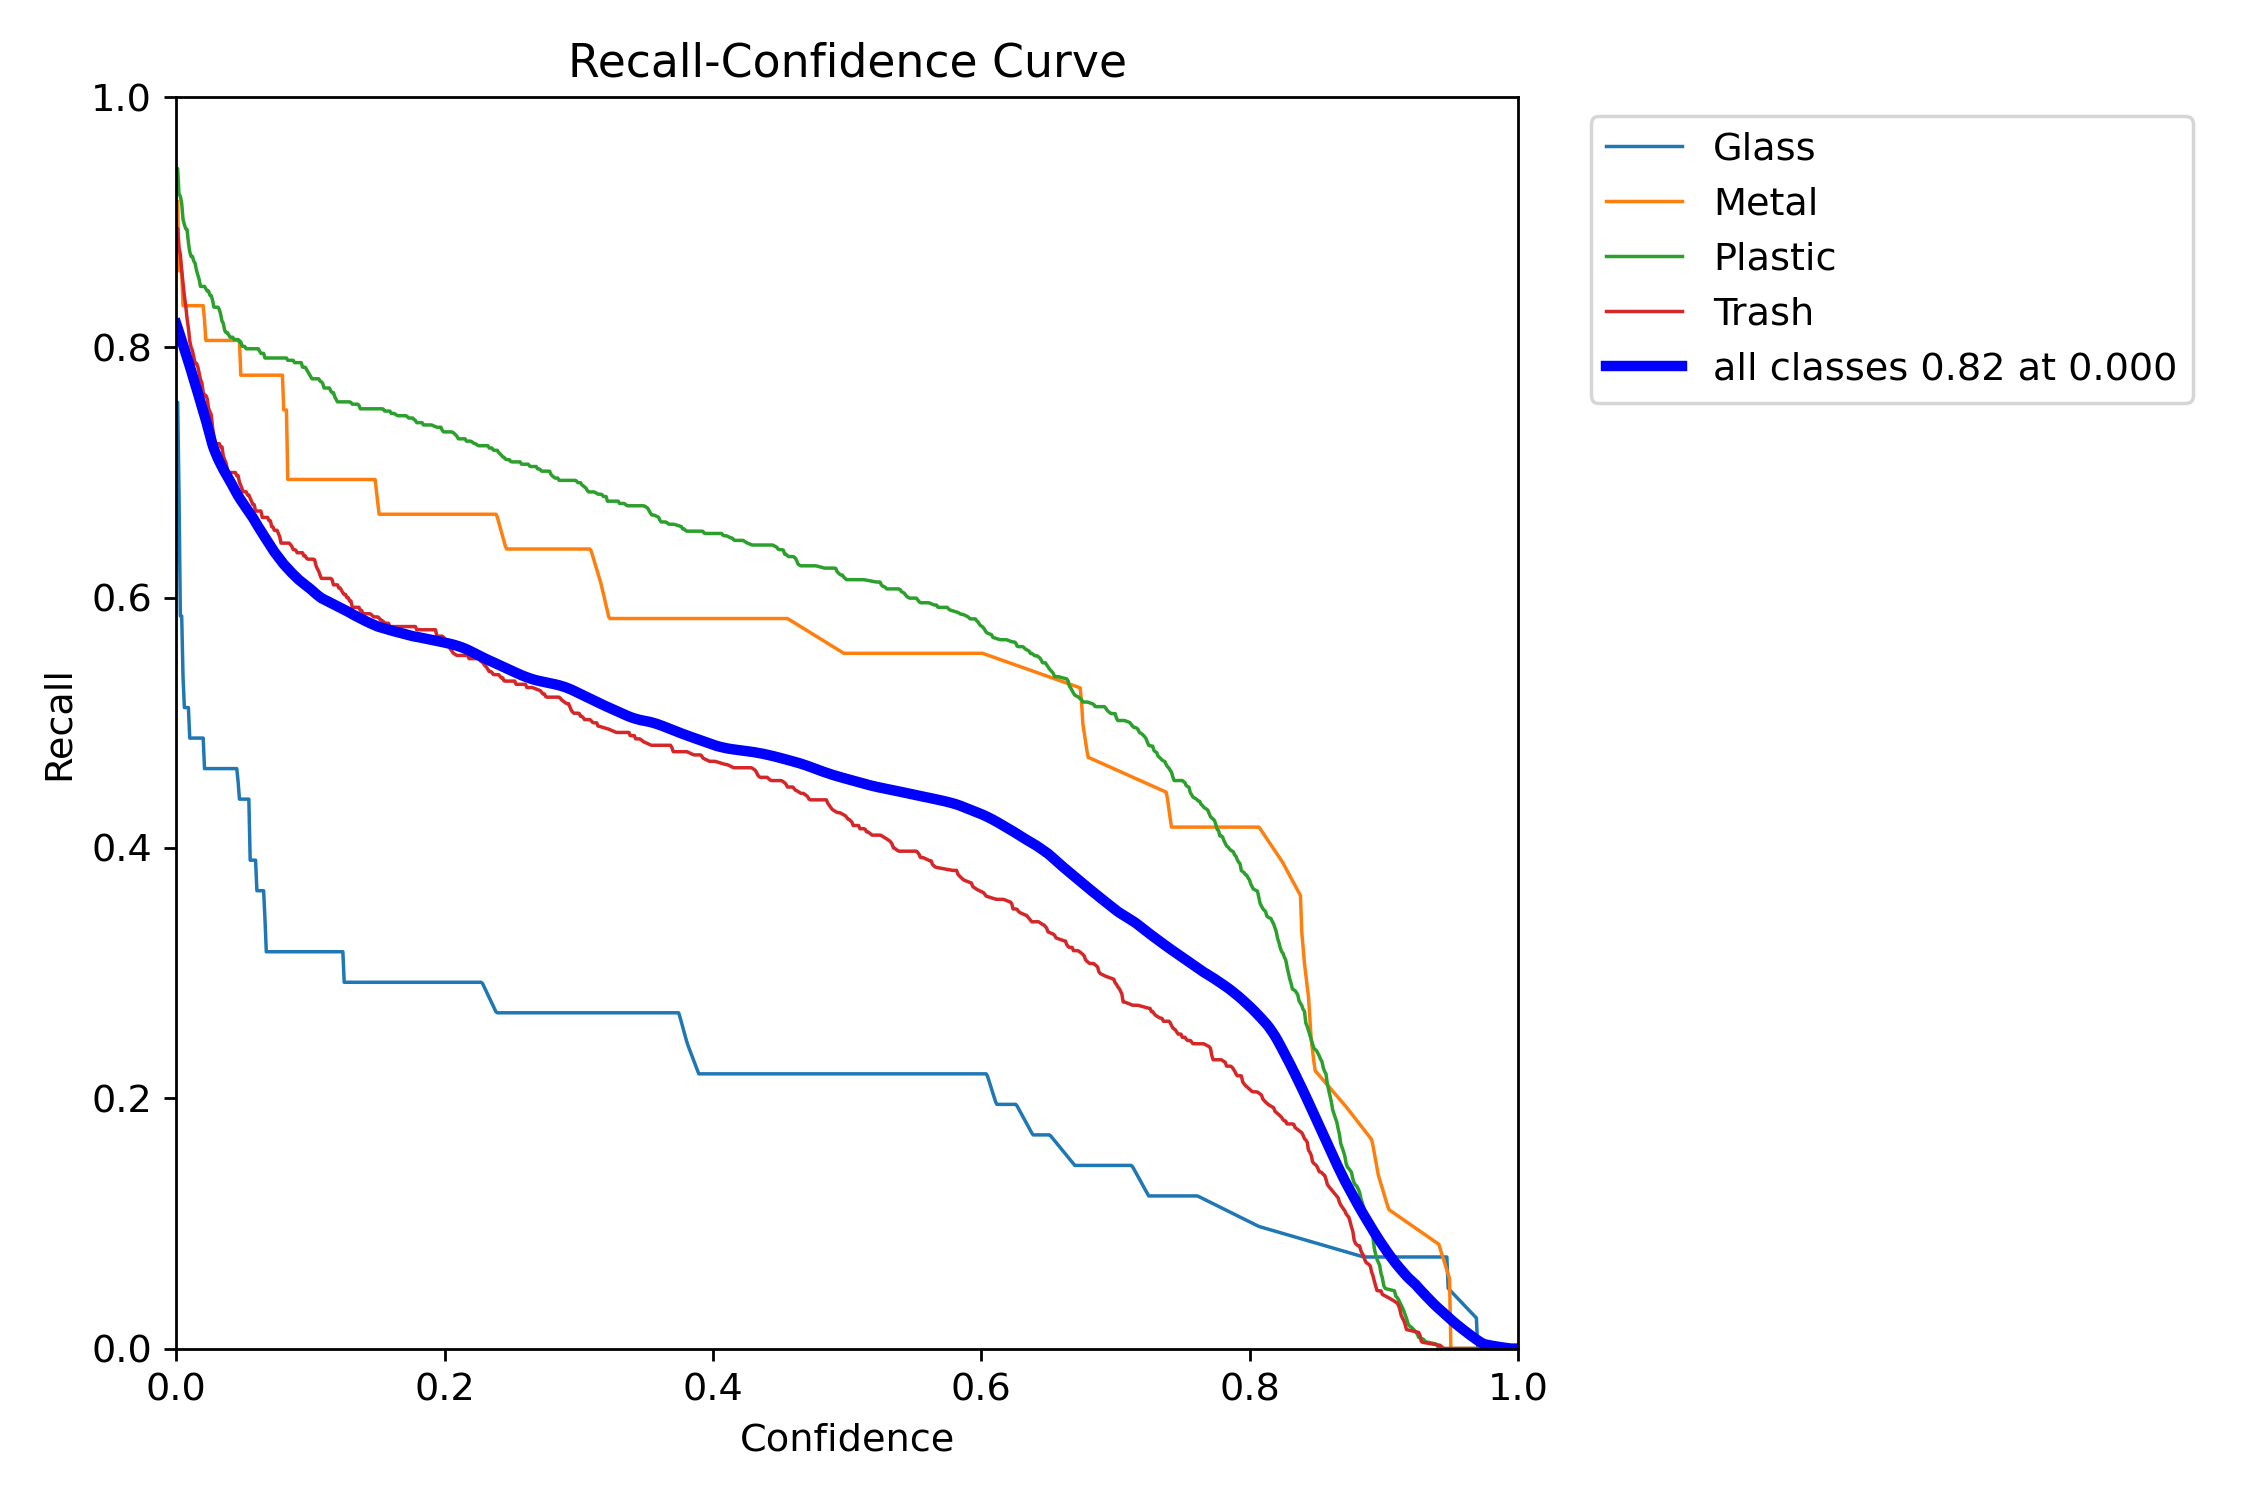 Recall-Confidence Curve
1.0
0.8
0.6
0.4
0.2
0.0
Recall
0.0 0.2 0.4 0.6 0.8 1.0
Confidence
Glass
Metal
Plastic
Trash
all classes 0.82 at 0.000